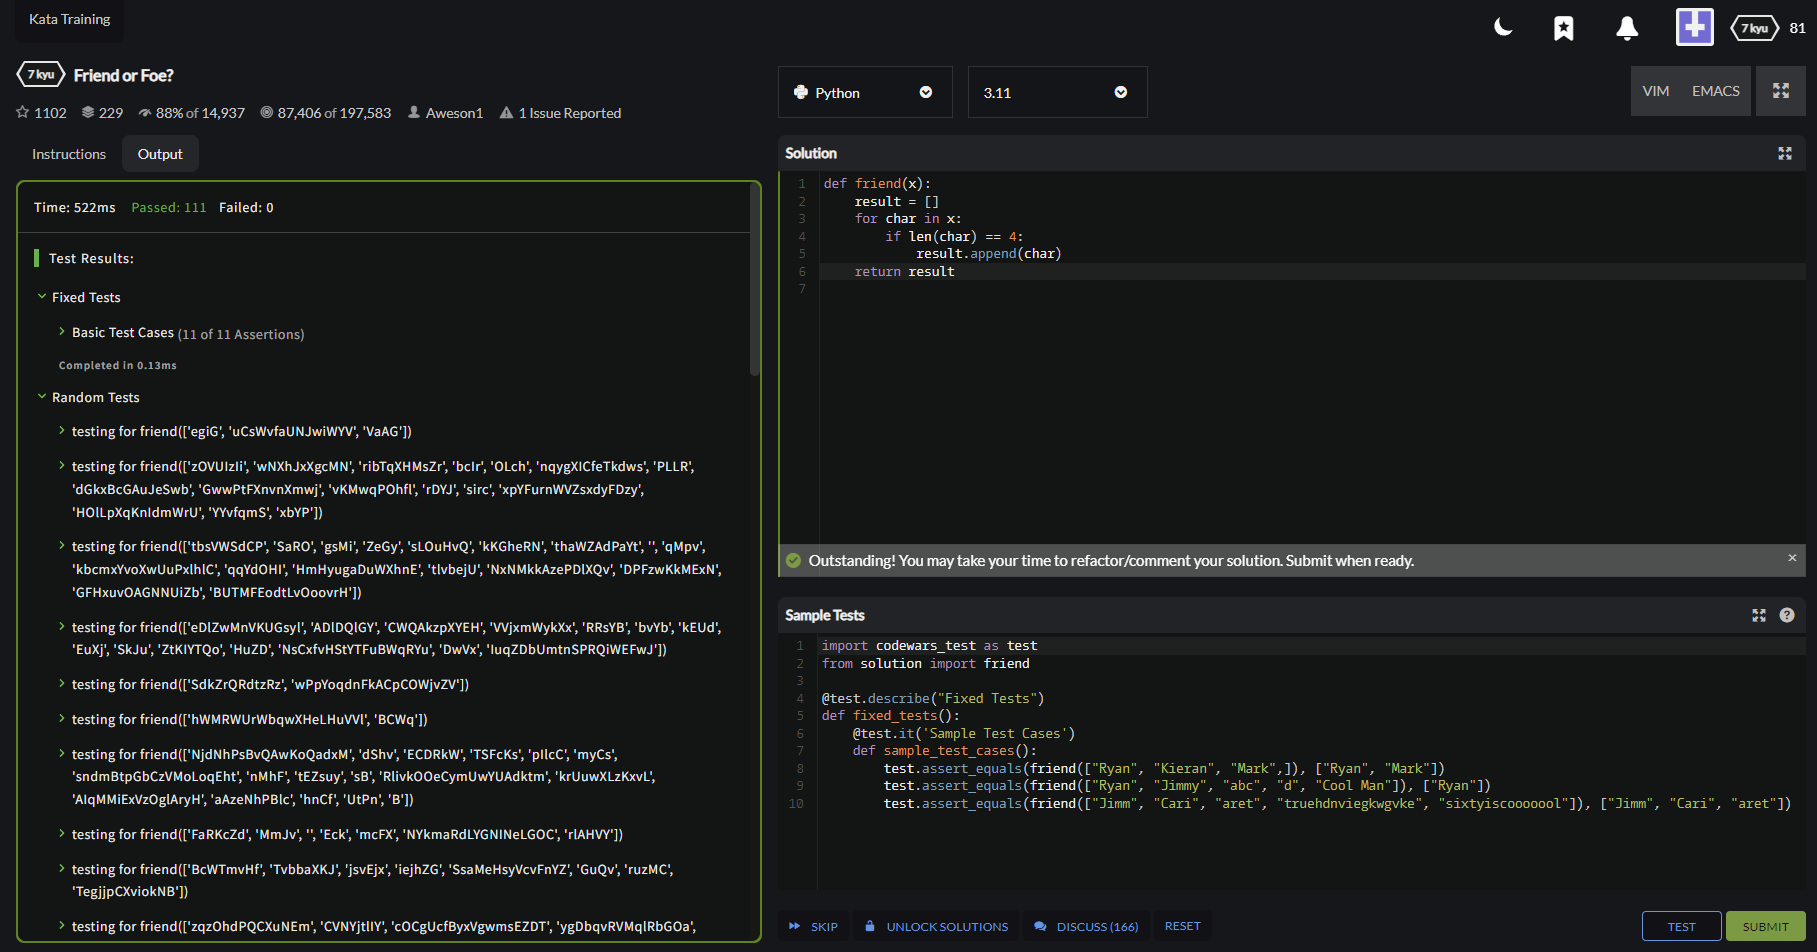 Kata Training
7 kyu 81
7 kyu Friend or Foe?
1102 229 88% of 14,937 87,406 of 197,583 Aweson1 1 Issue Reported
Instructions Output
Time: 522ms Passed: 111 Failed: 0
Test Results:
Fixed Tests
Basic Test Cases (11 of 11 Assertions)
Completed in 0.13ms
Random Tests
testing for friend(['egiG', 'uCsWvfaUNJwiWYV', 'VaAG'])
testing for friend(['zOVUIzIi', 'wNXhJxXgcMN', 'ribTqXHMsZr', 'bcIr', 'OLch', 'nqygXICfeTkdws', 'PLLR',
'dGkxBcGAuJeSwb', 'GwwPtFXnvnXmwj', 'vKMwqPOhfl', 'rDYJ', 'sirc', 'xpYFurnWVZsxdyFDzy',
'HOlLpXqKnIdmWrU', 'YYvfqmS', 'xbYP'])
testing for friend(['tbsVWSdCP', 'SaRO', 'gsMi', 'ZeGy', 'sLOuHvQ', 'kKGheRN', 'thaWZAdPaYt', '', 'qMpv',
'kbcmxYvoXwUuPxlhlC', 'qqYdOHI', 'HmHyugaDuWXhnE', 'tlvbejU', 'NxNMkkAzePDlXQv', 'DPFzwKkMExN',
'GFHxuvOAGNNUiZb', 'BUTMFEodtLvOoovrH'])
testing for friend(['eDlZwMnVKUGsyl', 'ADlDQlGY', 'CWQAkzpXYEH', 'VVjxmWykXx', 'RRsYB', 'bvYb', 'kEUd',
'EuXj', 'SkJu', 'ZtKIYTQo', 'HuZD', 'NsCxfvHStYTFuBWqRYu', 'DwVx', 'IuqZDbUmtnSPRQiWEFwJ'])
testing for friend(['SdkZrQRdtzRz', 'wPpYoqdnFkACpCOWjvZV'])
testing for friend(['hWMRWUrWbqwXHeLHuVVl', 'BCWq'])
testing for friend(['NjdNhPsBvQAwKoQadxM', 'dShv', 'ECDRkW', 'TSFcKs', 'pIlcC', 'myCs',
'sndmBtpGbCzVMoLoqEht', 'nMhF', 'tEZsuy', 'sB', 'RlivkOOeCymUwYUAdktm', 'krUuwXLzKxvL',
'AIqMMiExVzOglAryH', 'aAzeNhPBlc', 'hnCf', 'UtPn', 'B'])
testing for friend(['FaRKcZd', 'MmJv', '', 'Eck', 'mcFX', 'NYkmaRdLYGNINeLGOC', 'rlAHVY'])
testing for friend(['BcWTmvHf', 'TvbbaXKJ', 'jsvEjx', 'iejhZG', 'SsaMeHsyVcvFnYZ', 'GuQv', 'ruzMC',
'TegjjpCXviokNB'])
testing for friend(['zqzOhdPQCXuNEm', 'CVNYjtlIY', 'cOCgUcfByxVgwmsEZDT', 'ygDbqvRVMqlRbGOa',
Python 3.11 VIM EMACS
Solution
1 def friend(x):
2 result = []
3 for char in x:
4 if len(char) == 4:
5 result.append(char)
6 return result
7
Outstanding! You may take your time to refactor/comment your solution. Submit when ready.
Sample Tests
1 import codewars_test as test
2 from solution import friend
3
4 @test.describe("Fixed Tests")
5 def fixed_tests():
6 @test.it('Sample Test Cases')
7 def sample_test_cases():
8 test.assert_equals(friend(["Ryan", "Kieran", "Mark",]), ["Ryan", "Mark"])
9 test.assert_equals(friend(["Ryan", "Jimmy", "abc", "d", "Cool Man"]), ["Ryan"])
10 test.assert_equals(friend(["Jimm", "Cari", "aret", "truehdnviegkwgvke", "sixtyiscooooool"]), ["Jimm", "Cari", "aret"])
SKIP UNLOCK SOLUTIONS DISCUSS (166) RESET TEST SUBMIT